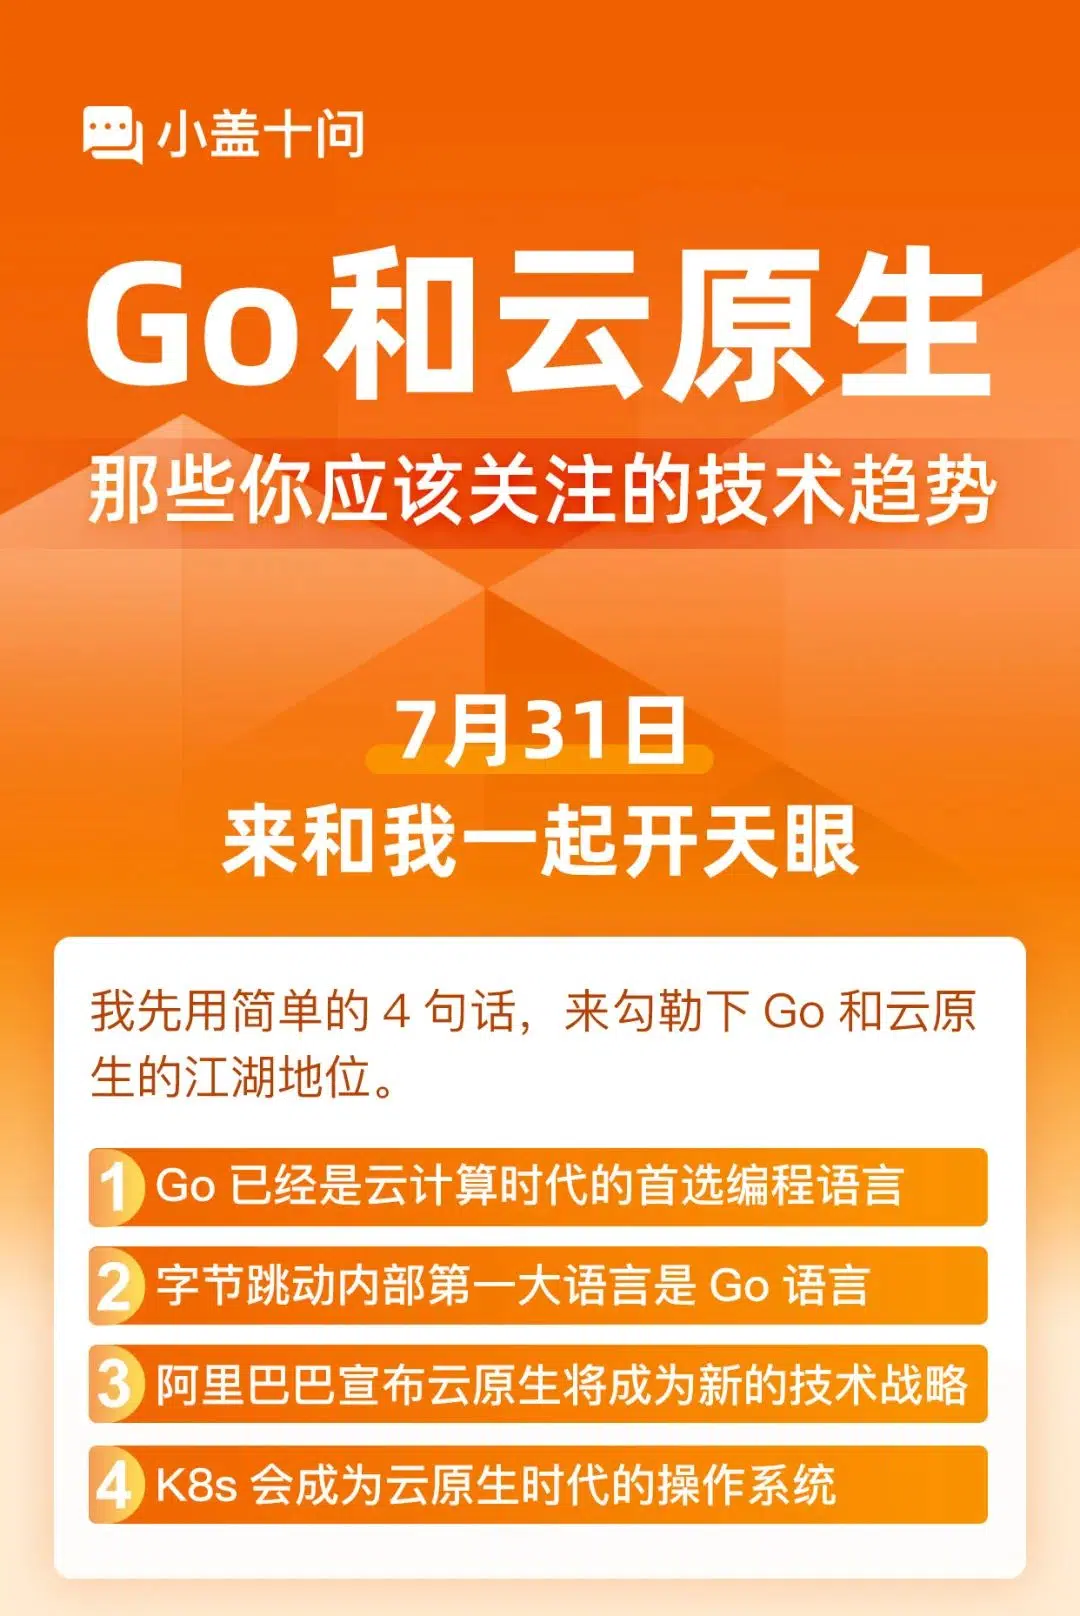 小盖十问
Go和云原生
那些你应该关注的技术趋势
7月31日
来和我一起开天眼
我先用简单的 4 句话，来勾勒下 Go 和云原
生的江湖地位。
1 Go 已经是云计算时代的首选编程语言
2 字节跳动内部第一大语言是 Go 语言
3 阿里巴巴宣布云原生将成为新的技术战略
4 K8s 会成为云原生时代的操作系统